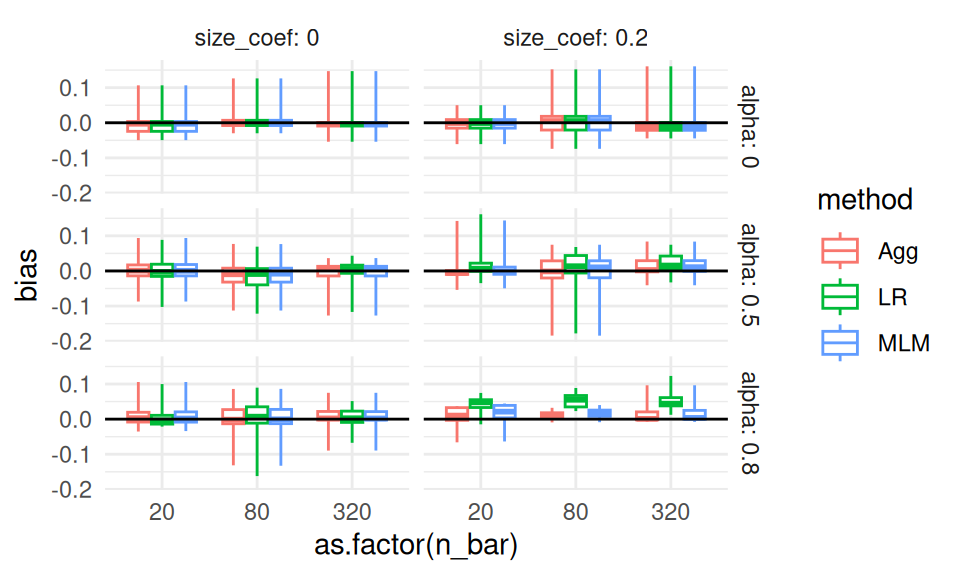 size_coef: 0
size_coef: 0.2
0.1
0.0
-0.1
-0.2
alpha: 0
0.1
0.0
-0.1
-0.2
alpha: 0.5
0.1
0.0
-0.1
-0.2
alpha: 0.8
bias
20 80 320
20 80 320
as.factor(n_bar)
method
Agg
LR
MLM